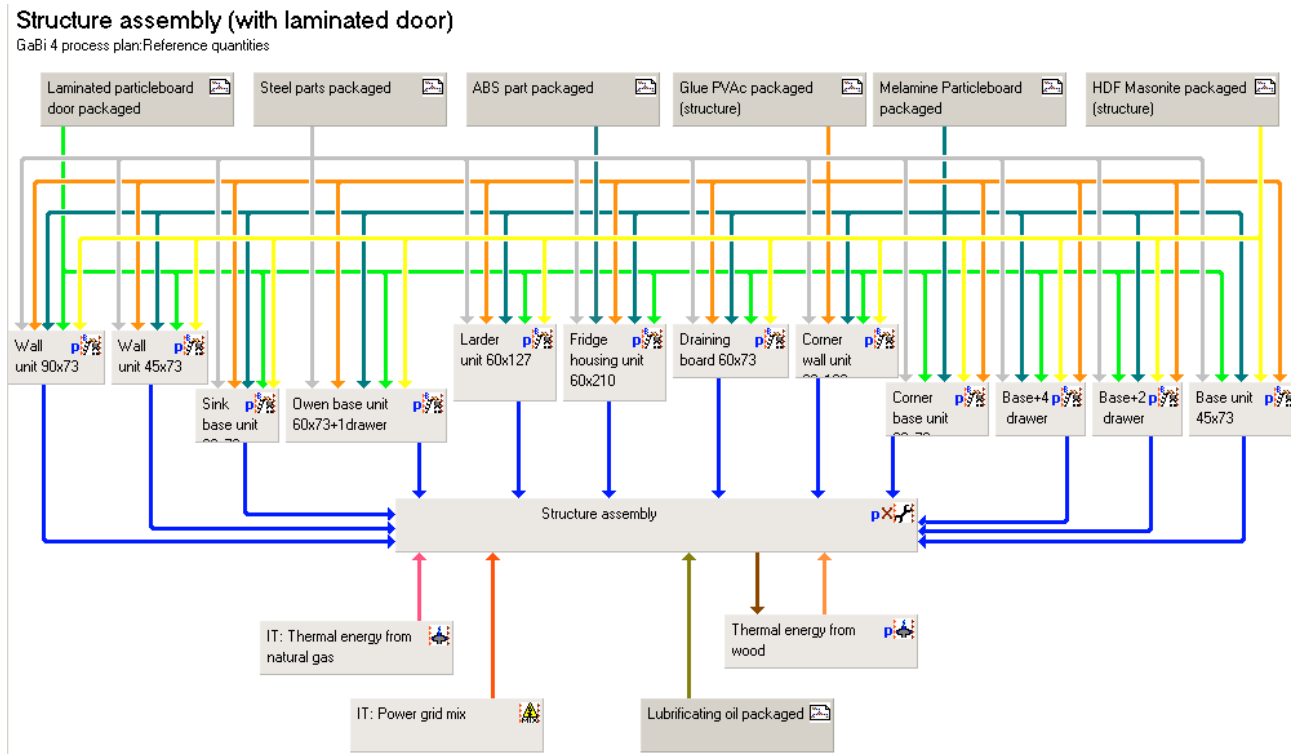 Structure assembly (with laminated door)
GaBi 4 process plan:Reference quantities
Laminated particleboard
door packaged
Steel parts packaged
ABS part packaged
Glue PVAc packaged
(structure)
Melamine Particleboard
packaged
HDF Masonite packaged
(structure)
Wall
unit 90x73
p
Wall
unit 45x73
p
Sink
base unit
p
Owen base unit
60x73+1drawer
p
Larder
unit 60x127
p
Fridge
housing unit
60x210
p
Draining
board 60x73
p
Corner
wall unit
p
Corner
base unit
p
Base+4
drawer
p
Base+2
drawer
p
Base unit
45x73
p
Structure assembly
pX
IT: Thermal energy from
natural gas
Thermal energy from
wood
p
IT: Power grid mix
MIX
Lubrificating oil packaged